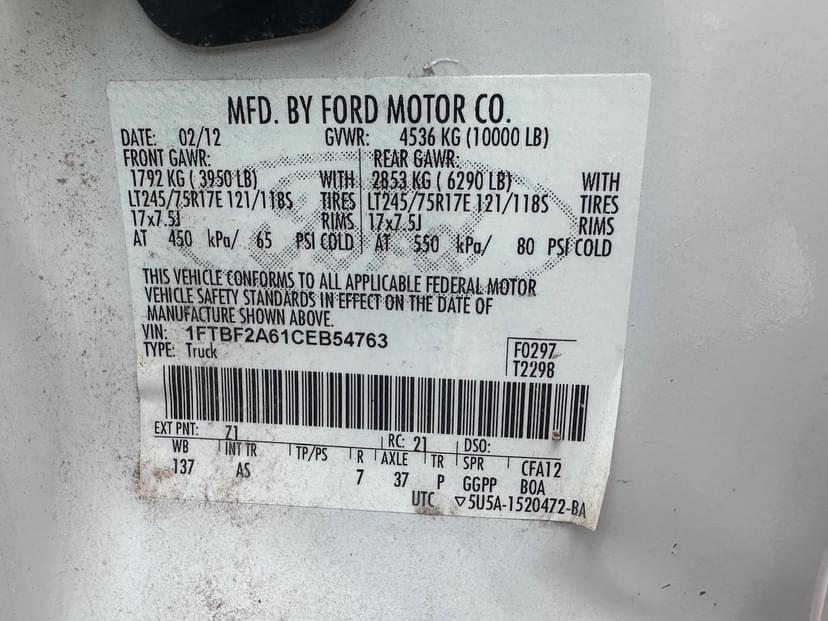 MFD. BY FORD MOTOR CO.
DATE: 02/12 GVWR: 4536 KG (10000 LB)
FRONT GAWR: REAR GAWR:
1792 KG ( 3950 LB) WITH 2853 KG ( 6290 LB) WITH
LT245/75R17E 121/118S TIRES LT245/75R17E 121/118S TIRES
17x7.5J RIMS 17x7.5J RIMS
AT 450 kPa/ 65 PSI COLD AT 550 kPa/ 80 PSI COLD
THIS VEHICLE CONFORMS TO ALL APPLICABLE FEDERAL MOTOR
VEHICLE SAFETY STANDARDS IN EFFECT ON THE DATE OF
MANUFACTURE SHOWN ABOVE.
VIN: 1FTBF2A61CEB54763
TYPE: Truck
F0297
T2298
EXT PNT: 71 RC: 21 DSO:
WB INT TR TP/PS R AXLE TR SPR CFA12
137 AS 7 37 P GGPP BOA
UTC ▽5U5A-1520472-BA